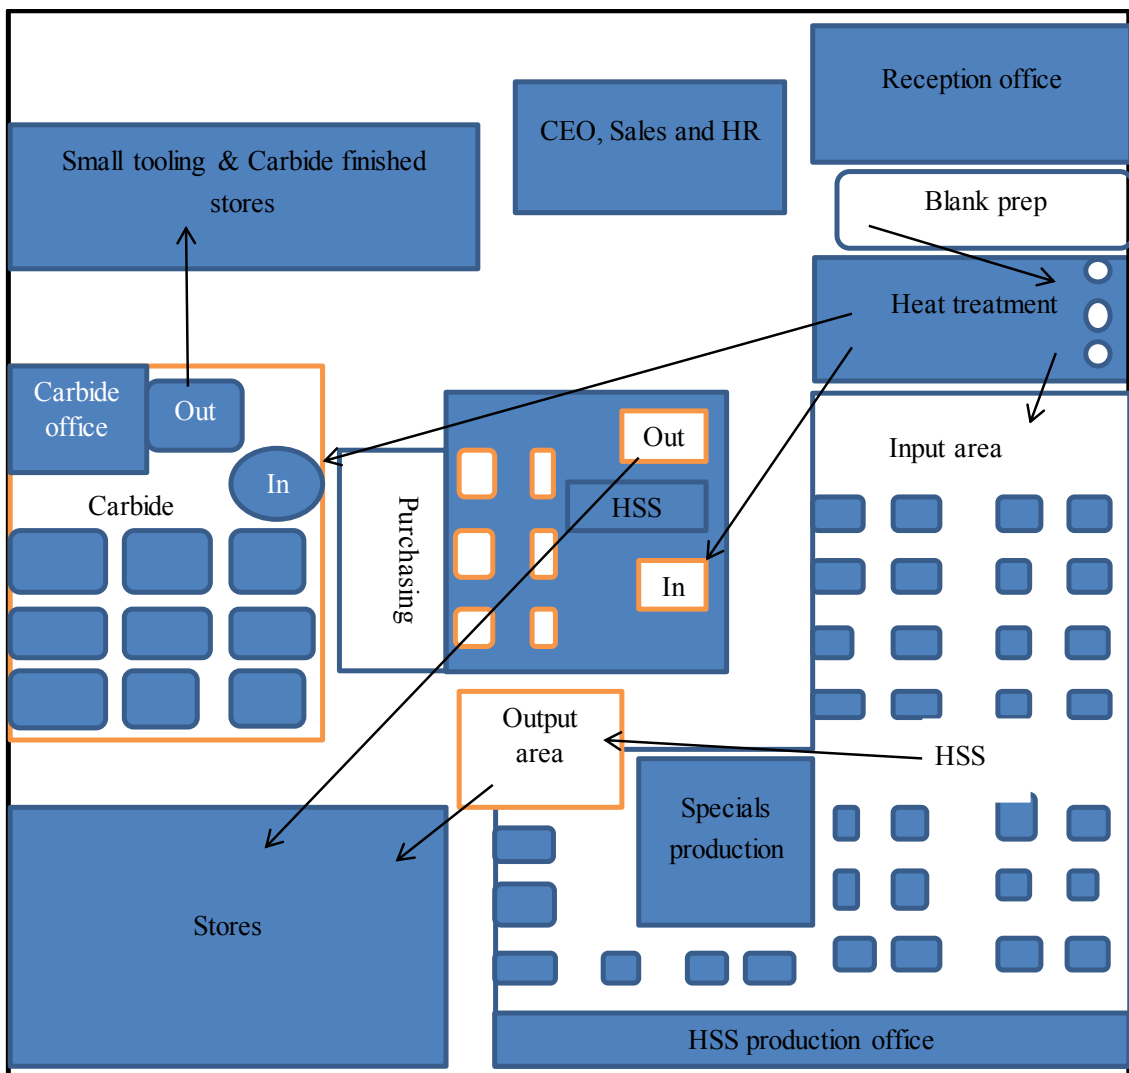 Reception office
CEO, Sales and HR
Small tooling & Carbide finished
stores
Blank prep
Heat treatment
Carbide
office
Out
In
Carbide
Purchasing
Out
HSS
In
Input area
Output
area
HSS
Specials
production
Stores
HSS production office